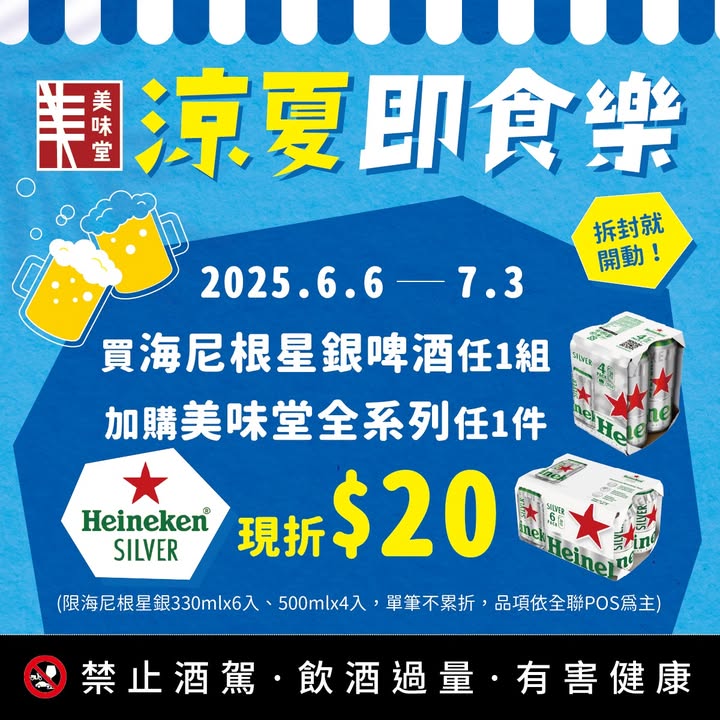 美味堂
涼夏即食樂
拆封就
開動！
2025.6.6 — 7.3
買海尼根星銀啤酒任1組
加購美味堂全系列任1件
Heineken®
SILVER
現折$20
SILVER
4
PACK
Heineken
SILVER
6
PACK
Heineken
SILVER
(限海尼根星銀330mlx6入、500mlx4入，單筆不累折，品項依全聯POS為主)
禁止酒駕·飲酒過量·有害健康